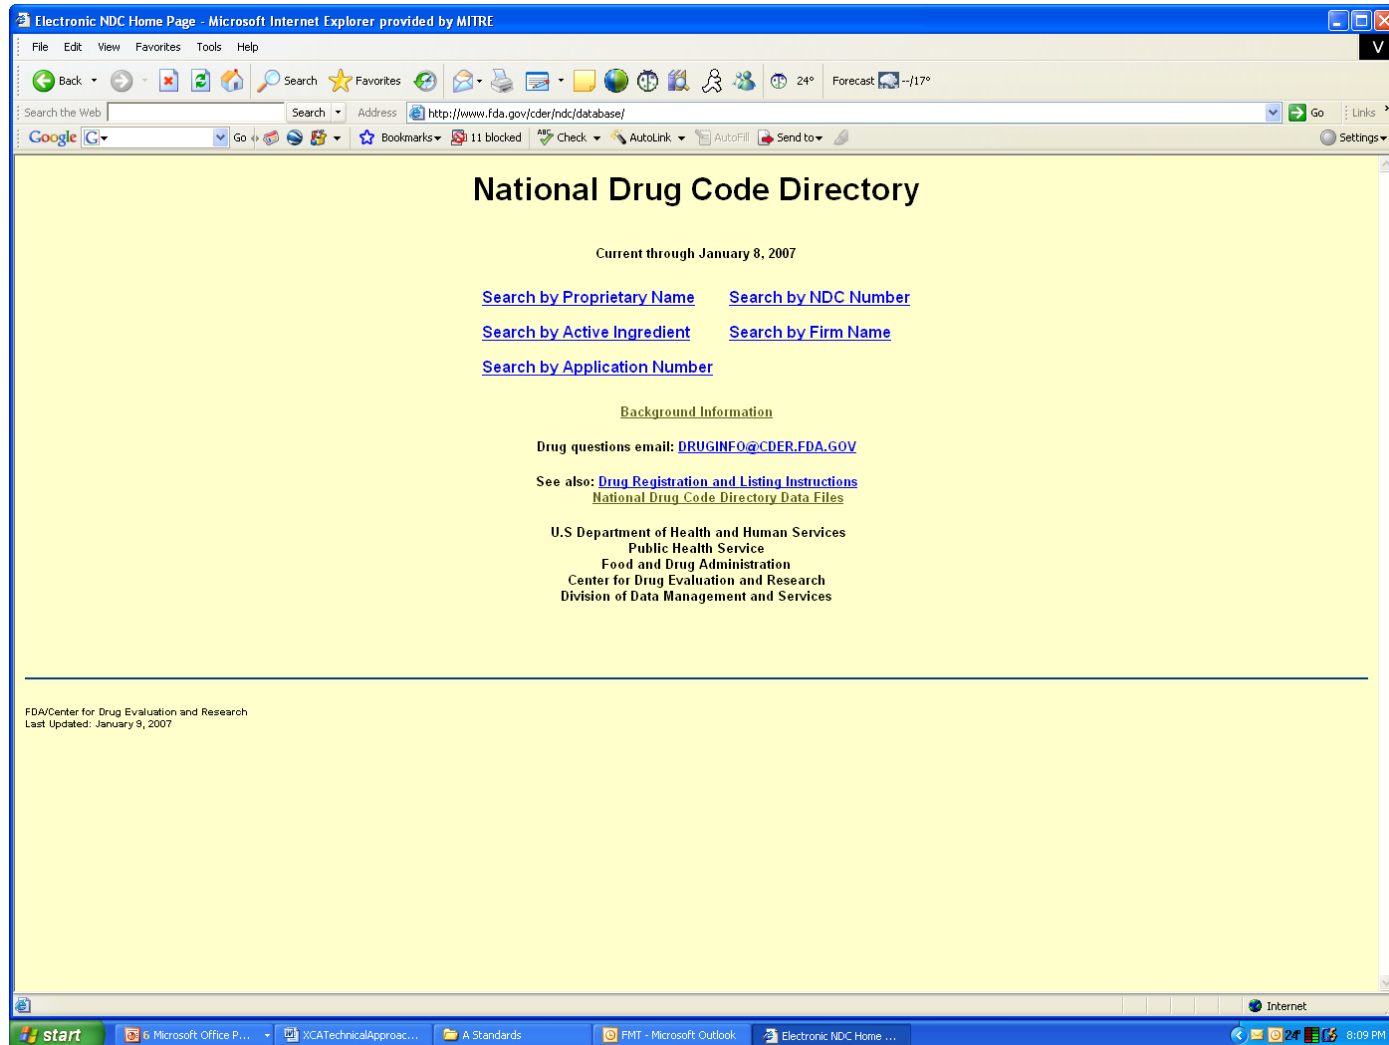 Electronic NDC Home Page - Microsoft Internet Explorer provided by MITRE
File Edit View Favorites Tools Help
V
Back Search Favorites 24° Forecast --/17°
Search the Web Search Address http://www.fda.gov/cder/ndc/database/ Go Links
Google G Go Bookmarks 11 blocked ABC Check AutoLink AutoFill Send to Settings
National Drug Code Directory
Current through January 8, 2007
Search by Proprietary Name Search by NDC Number
Search by Active Ingredient Search by Firm Name
Search by Application Number
Background Information
Drug questions email: DRUGINFO@CDER.FDA.GOV
See also: Drug Registration and Listing Instructions
National Drug Code Directory Data Files
U.S Department of Health and Human Services
Public Health Service
Food and Drug Administration
Center for Drug Evaluation and Research
Division of Data Management and Services
FDA/Center for Drug Evaluation and Research
Last Updated: January 9, 2007
Internet
start 6 Microsoft Office P... XCATechnicalApproac... A Standards FMT - Microsoft Outlook Electronic NDC Home ... 8:09 PM